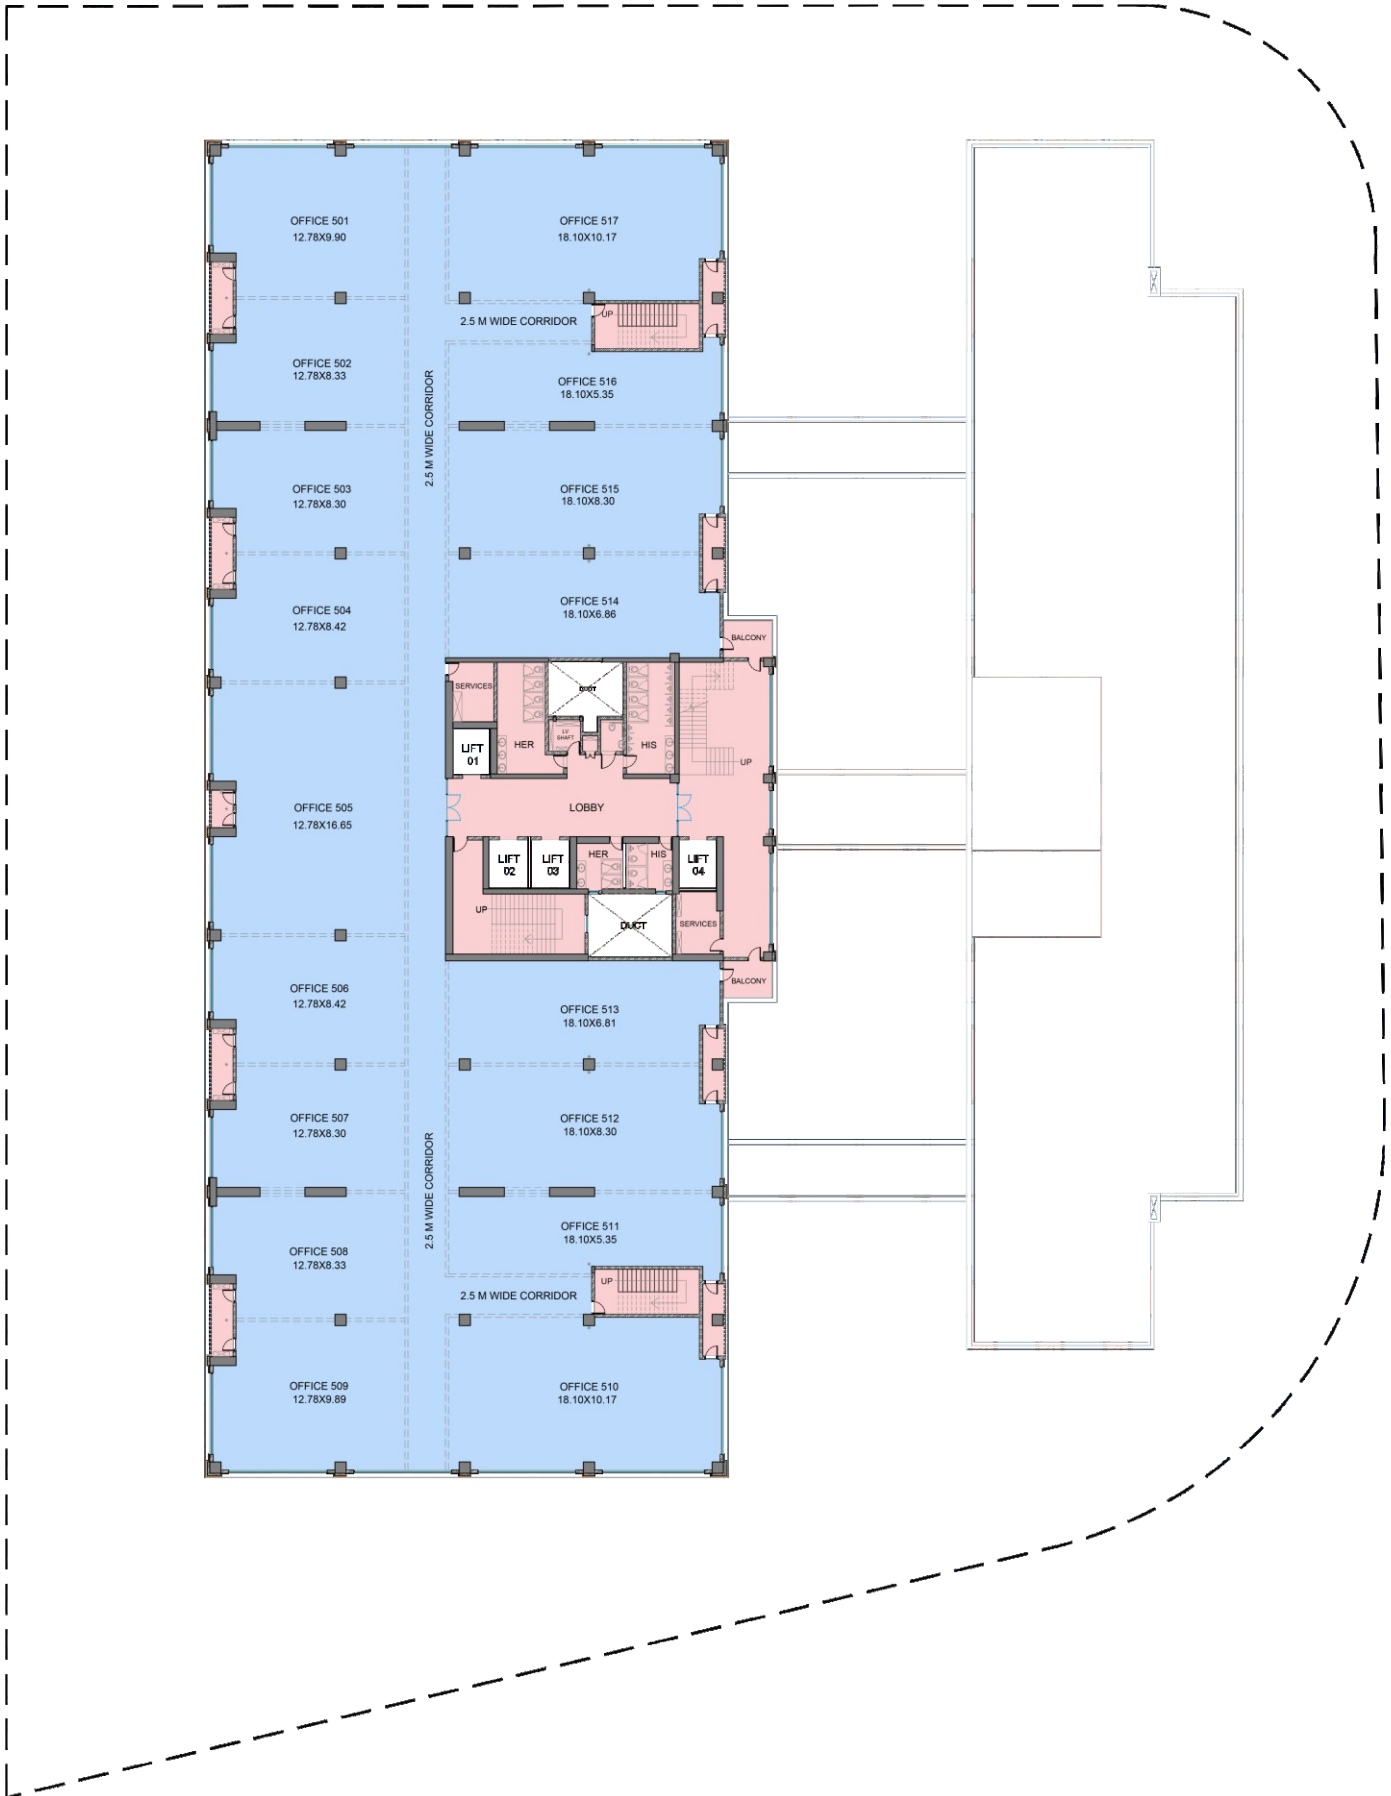 OFFICE 501
12.78X9.90
OFFICE 517
18.10X10.17
2.5 M WIDE CORRIDOR
UP
OFFICE 502
12.78X8.33
OFFICE 516
18.10X5.35
2.5 M WIDE CORRIDOR
OFFICE 503
12.78X8.30
OFFICE 515
18.10X8.30
OFFICE 504
12.78X8.42
OFFICE 514
18.10X6.86
BALCONY
SERVICES
DUCT
LV
SHAFT
HER
HIS
LIFT
01
UP
OFFICE 505
12.78X16.65
LOBBY
LIFT
02
LIFT
03
HER
HIS
LIFT
04
UP
DUCT
SERVICES
BALCONY
OFFICE 506
12.78X8.42
OFFICE 513
18.10X6.81
OFFICE 507
12.78X8.30
OFFICE 512
18.10X8.30
2.5 M WIDE CORRIDOR
OFFICE 508
12.78X8.33
OFFICE 511
18.10X5.35
UP
2.5 M WIDE CORRIDOR
OFFICE 509
12.78X9.89
OFFICE 510
18.10X10.17